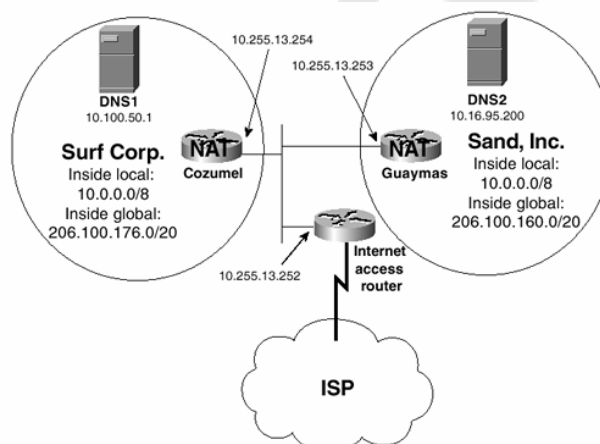 10.255.13.254
10.255.13.253
DNS1
10.100.50.1
DNS2
10.16.95.200
Surf Corp.
Inside local:
10.0.0.0/8
Inside global:
206.100.176.0/20
NAT
Cozumel
NAT
Guaymas
Sand, Inc.
Inside local:
10.0.0.0/8
Inside global:
206.100.160.0/20
10.255.13.252
Internet
access
router
ISP